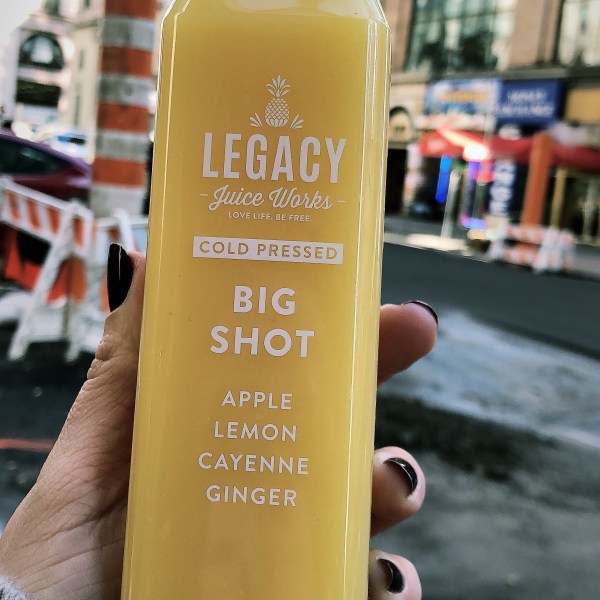 LEGACY
Juice Works
LOVE LIFE. BE FREE.
COLD PRESSED
BIG
SHOT
APPLE
LEMON
CAYENNE
GINGER